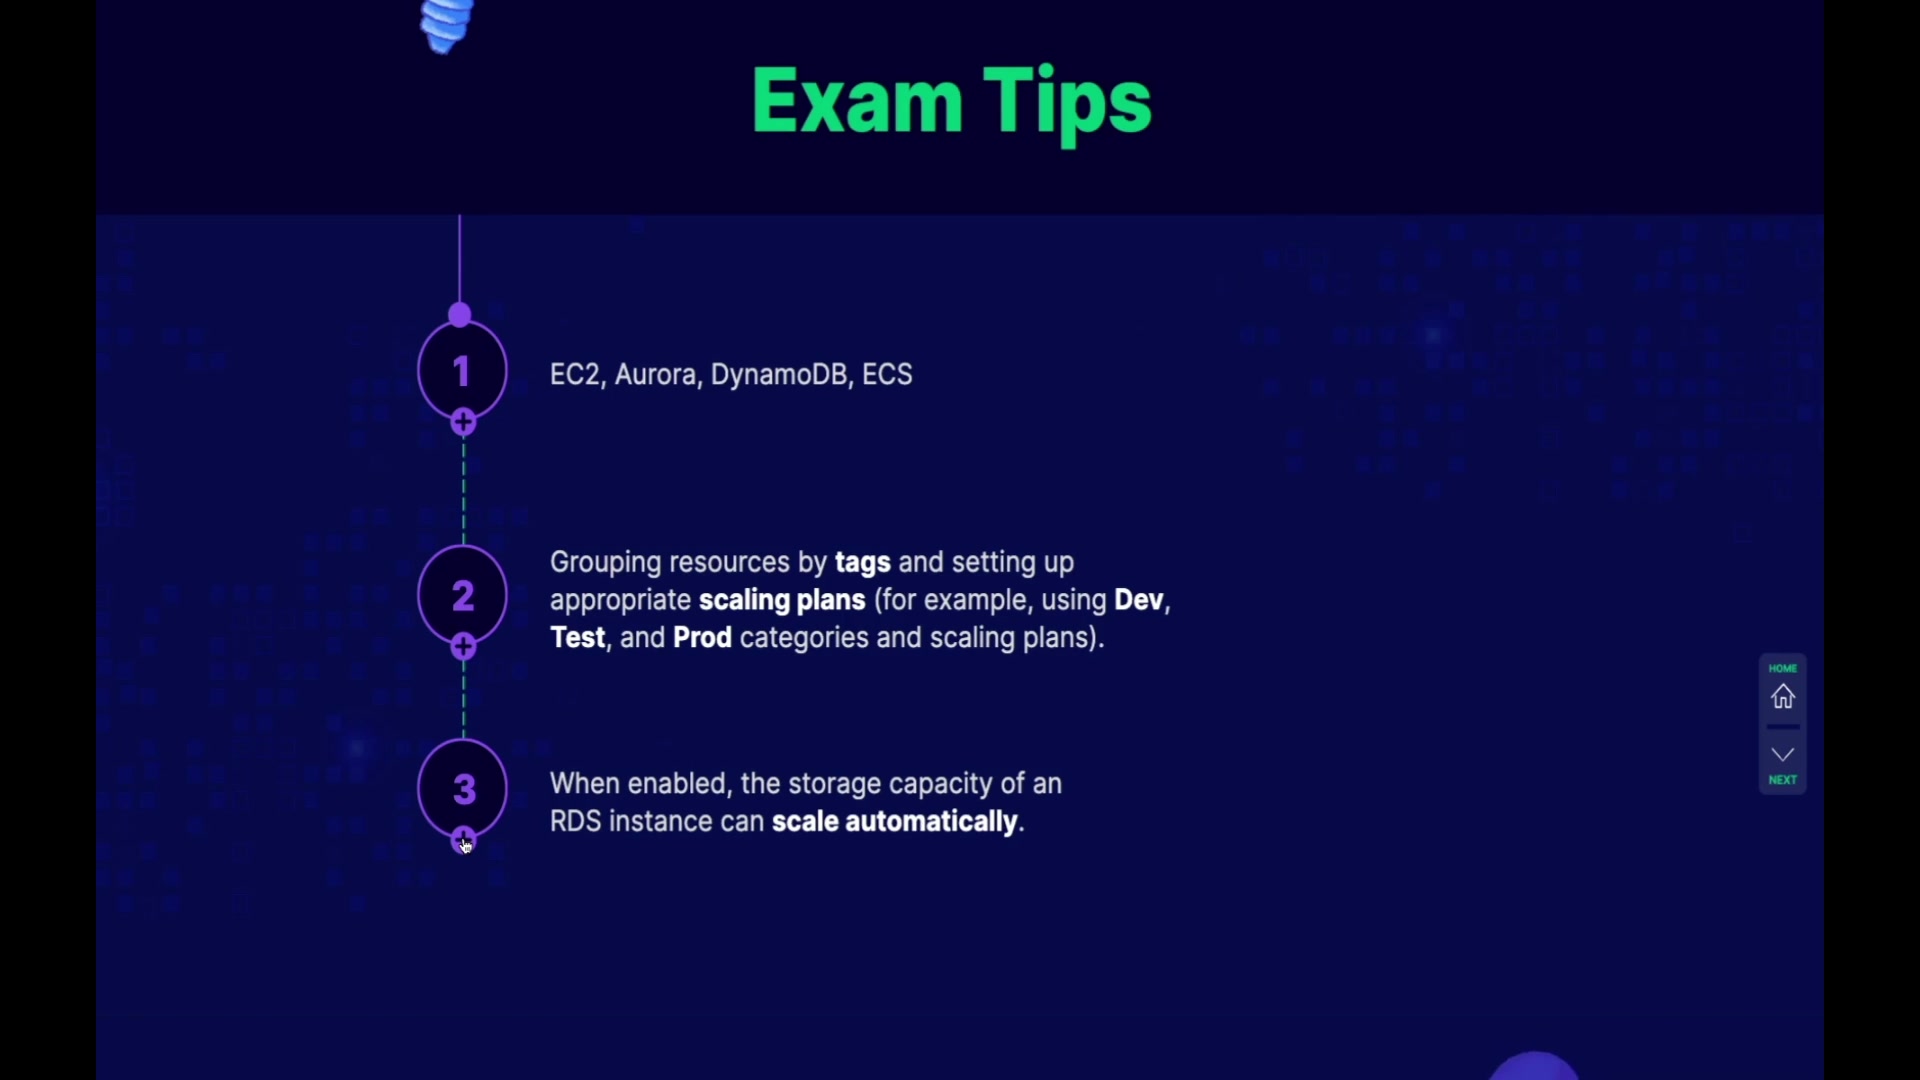 Exam Tips
1
EC2, Aurora, DynamoDB, ECS
2
Grouping resources by tags and setting up
appropriate scaling plans (for example, using Dev,
Test, and Prod categories and scaling plans).
3
When enabled, the storage capacity of an
RDS instance can scale automatically.
HOME
NEXT